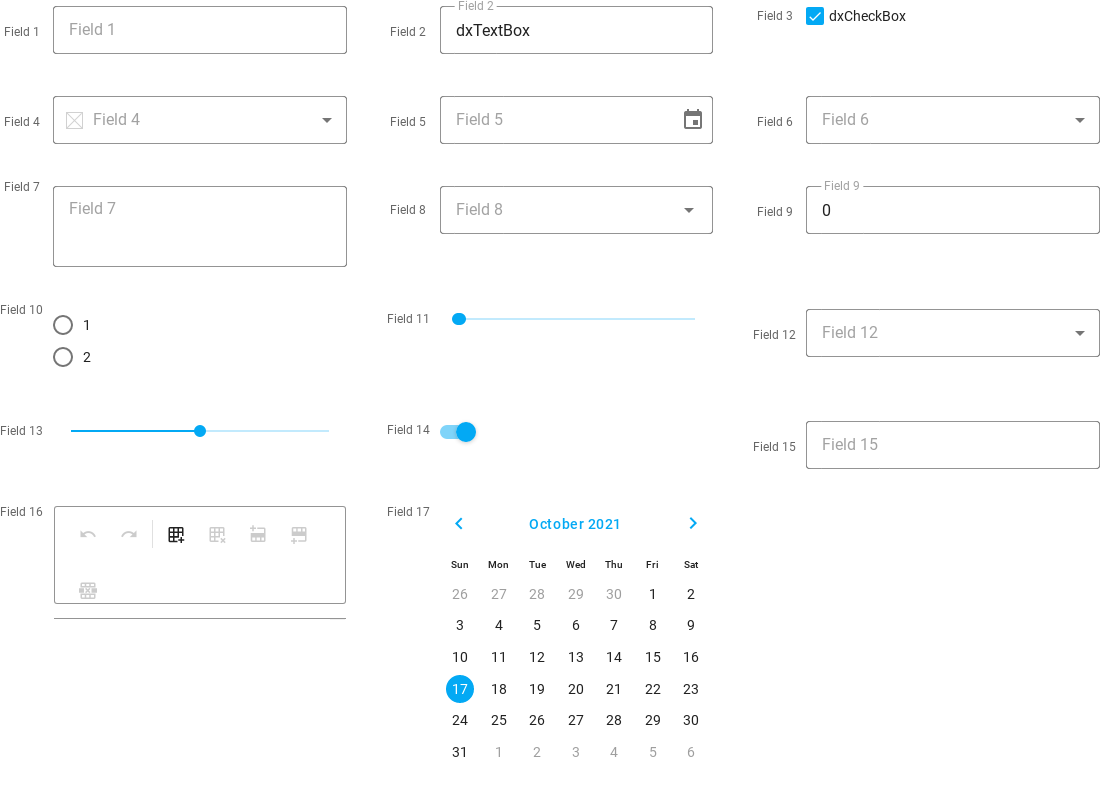 Field 1
Field 1
Field 2
Field 2
dxTextBox
Field 3
dxCheckBox
Field 4
Field 4
Field 5
Field 5
Field 6
Field 6
Field 7
Field 7
Field 8
Field 8
Field 9
Field 9
0
Field 10
1
2
Field 11
Field 12
Field 12
Field 13
Field 14
Field 15
Field 15
Field 16
Field 17
October 2021
Sun Mon Tue Wed Thu Fri Sat
26 27 28 29 30 1 2
3 4 5 6 7 8 9
10 11 12 13 14 15 16
17 18 19 20 21 22 23
24 25 26 27 28 29 30
31 1 2 3 4 5 6